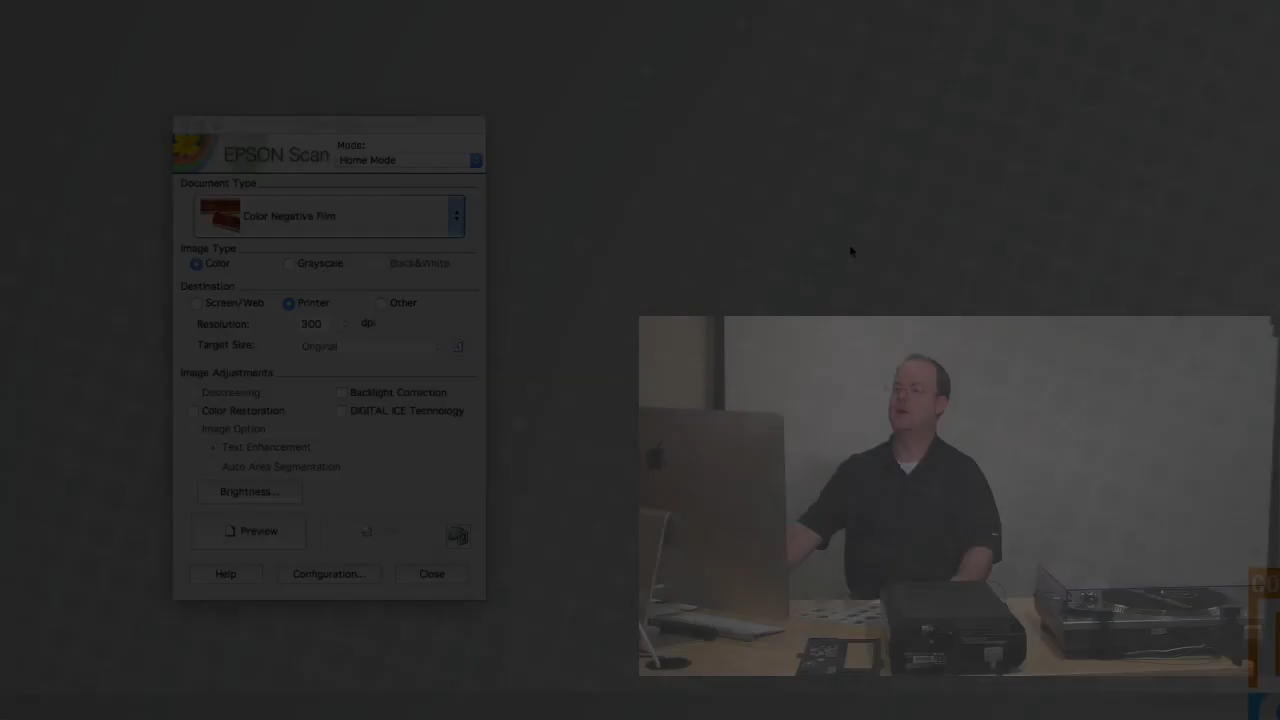 EPSON Scan
Mode:
Home Mode
Document Type
Color Negative Film
Image Type
Color
Grayscale
Black&White
Destination
Screen/Web
Printer
Other
Resolution:
300
dpi
Target Size:
Original
Image Adjustments
Descreening
Backlight Correction
Color Restoration
DIGITAL ICE Technology
Image Option
Text Enhancement
Auto Area Segmentation
Brightness...
Preview
Help
Configuration...
Close